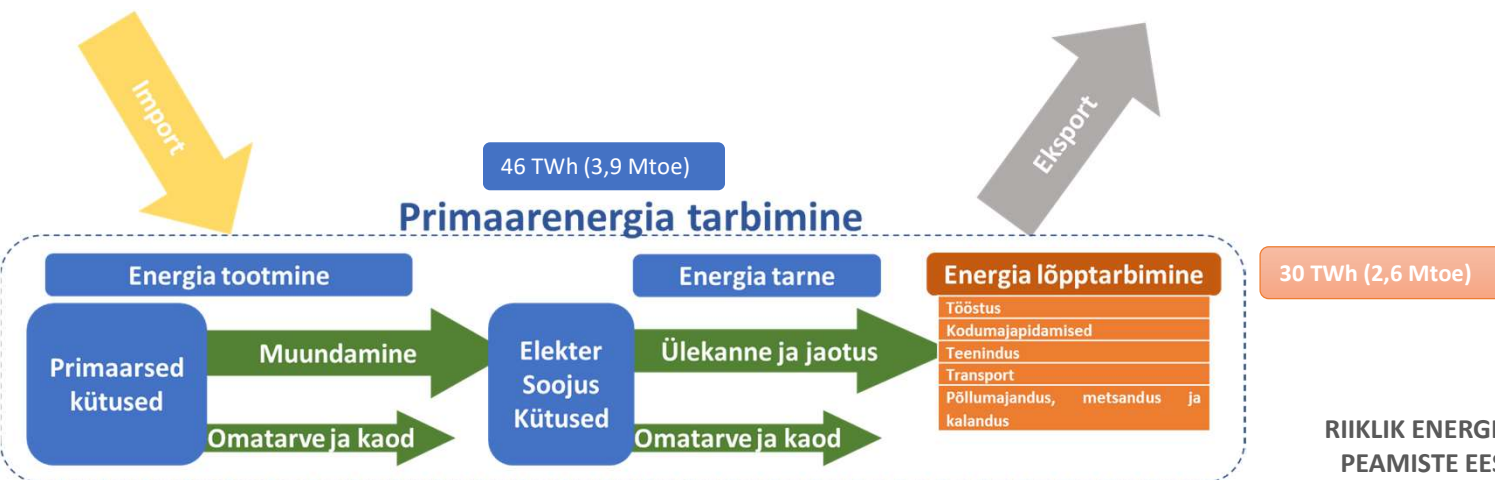 Import
Eksport
46 TWh (3,9 Mtoe)
Primaarenergia tarbimine
Energia tootmine
Energia tarne
Energia lõpptarbimine
30 TWh (2,6 Mtoe)
Primaarsed
kütused
Muundamine
Omatarve ja kaod
Elekter
Soojus
Kütused
Ülekanne ja jaotus
Omatarve ja kaod
Tööstus
Kodumajapidamised
Teenindus
Transport
Põllumajandus, metsandus ja
kalandus
RIIKLIK
PEAMISTE